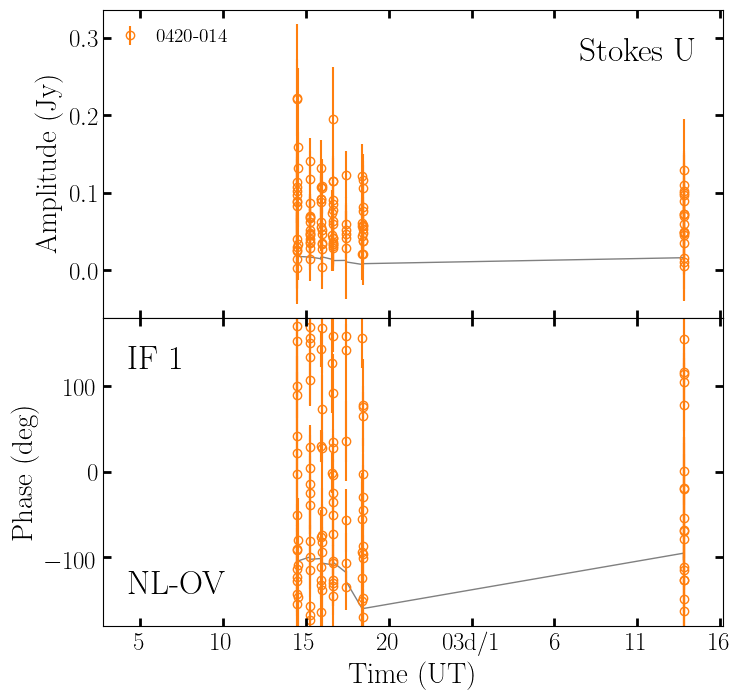 0420-014
Stokes U
0.3
0.2
0.1
0.0
Amplitude (Jy)
IF 1
100
0
−100
Phase (deg)
NL-OV
5 10 15 20 03d/1 6 11 16
Time (UT)